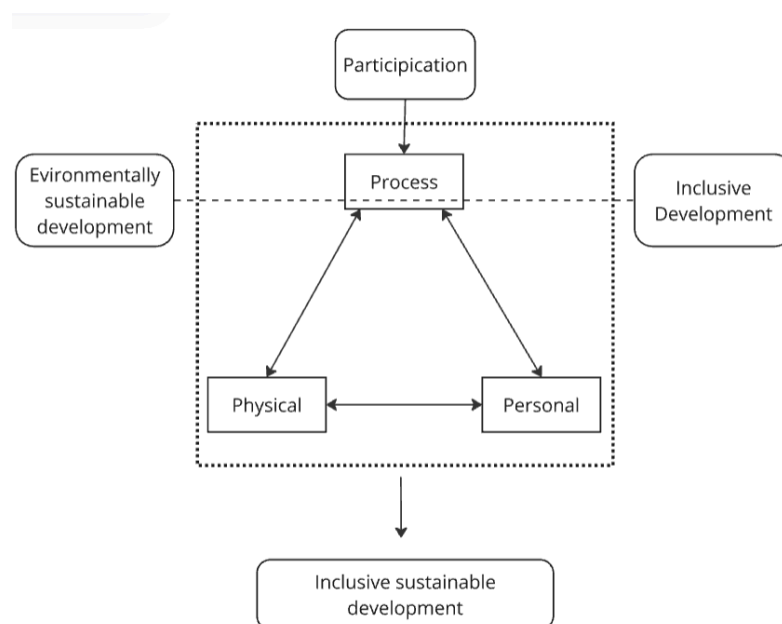 Participication
Evironmentally
sustainable
development
Process
Inclusive
Development
Physical
Personal
Inclusive sustainable
development